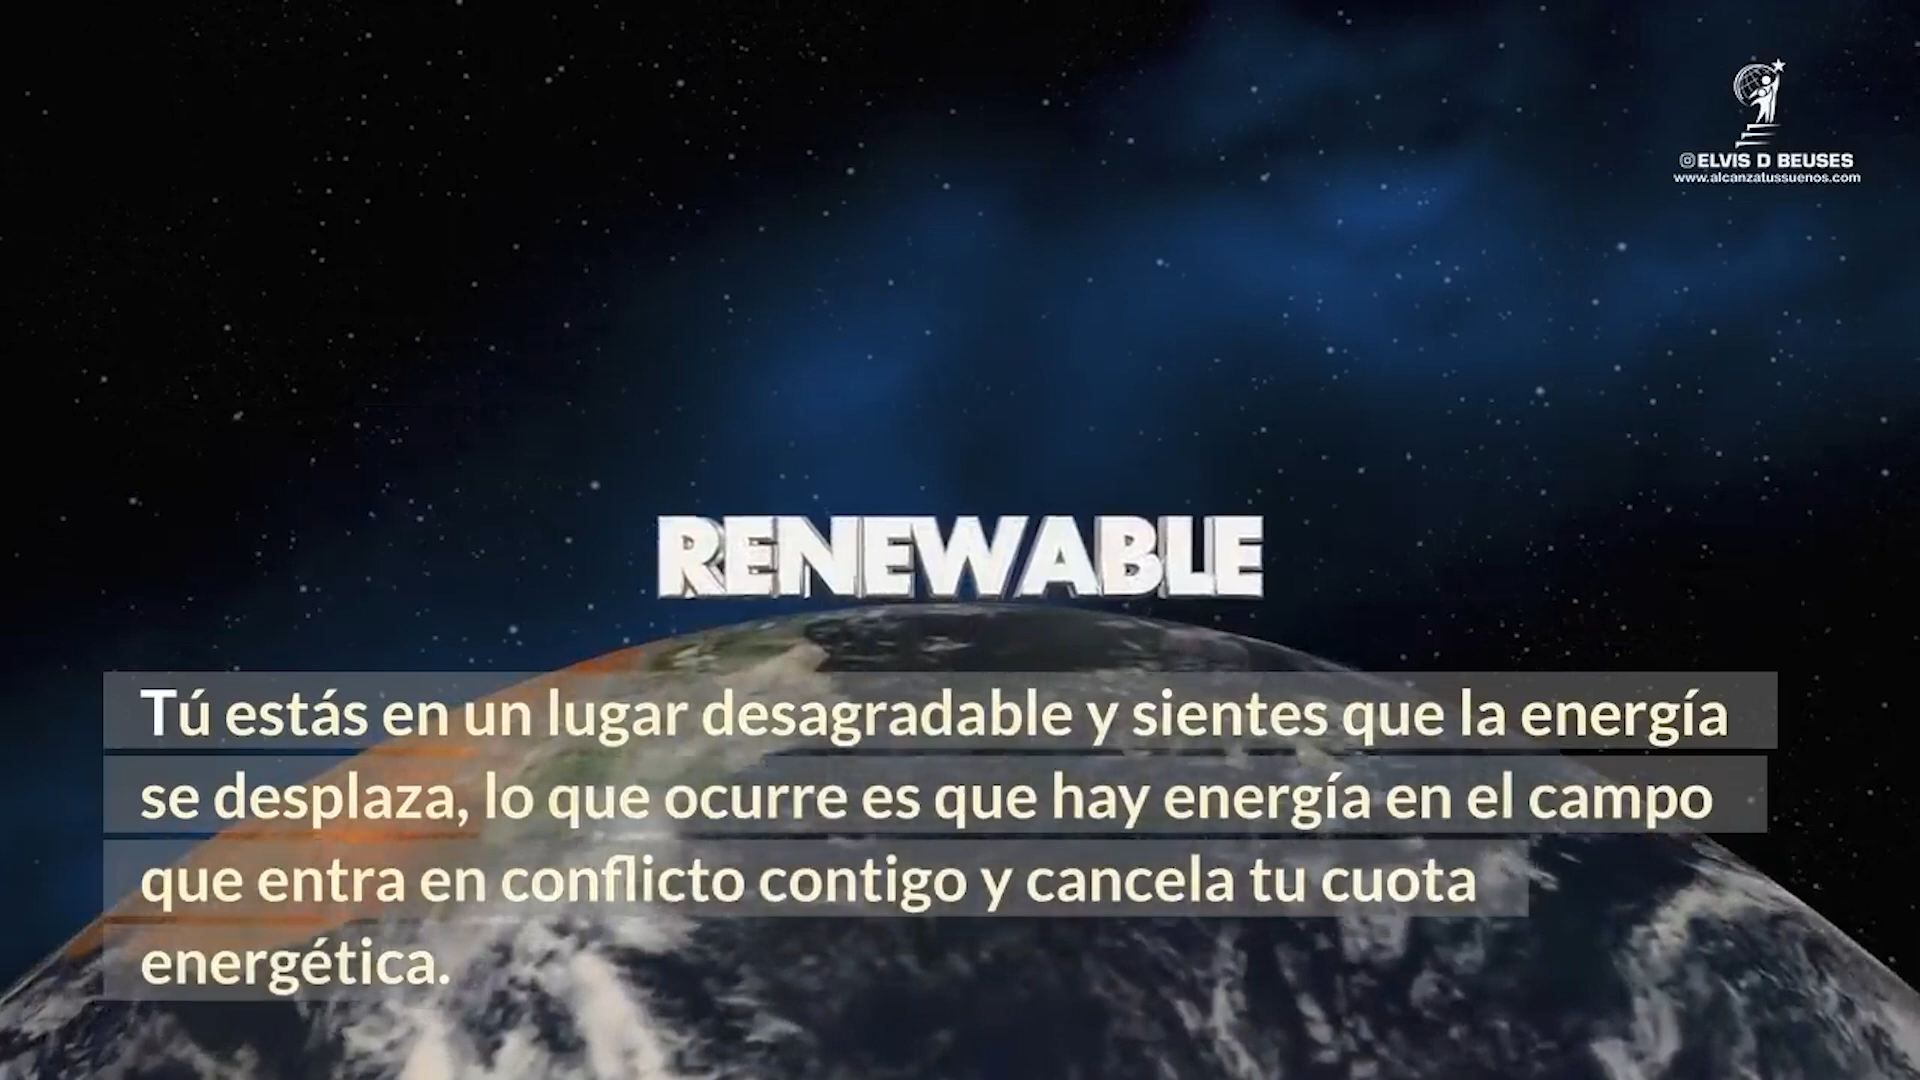 ELVIS D BEUSES
www.alcanzatussuenos.com
RENEWABLE
Tú estás en un lugar desagradable y sientes que la energía
se desplaza, lo que ocurre es que hay energía en el campo
que entra en conflicto contigo y cancela tu cuota
energética.